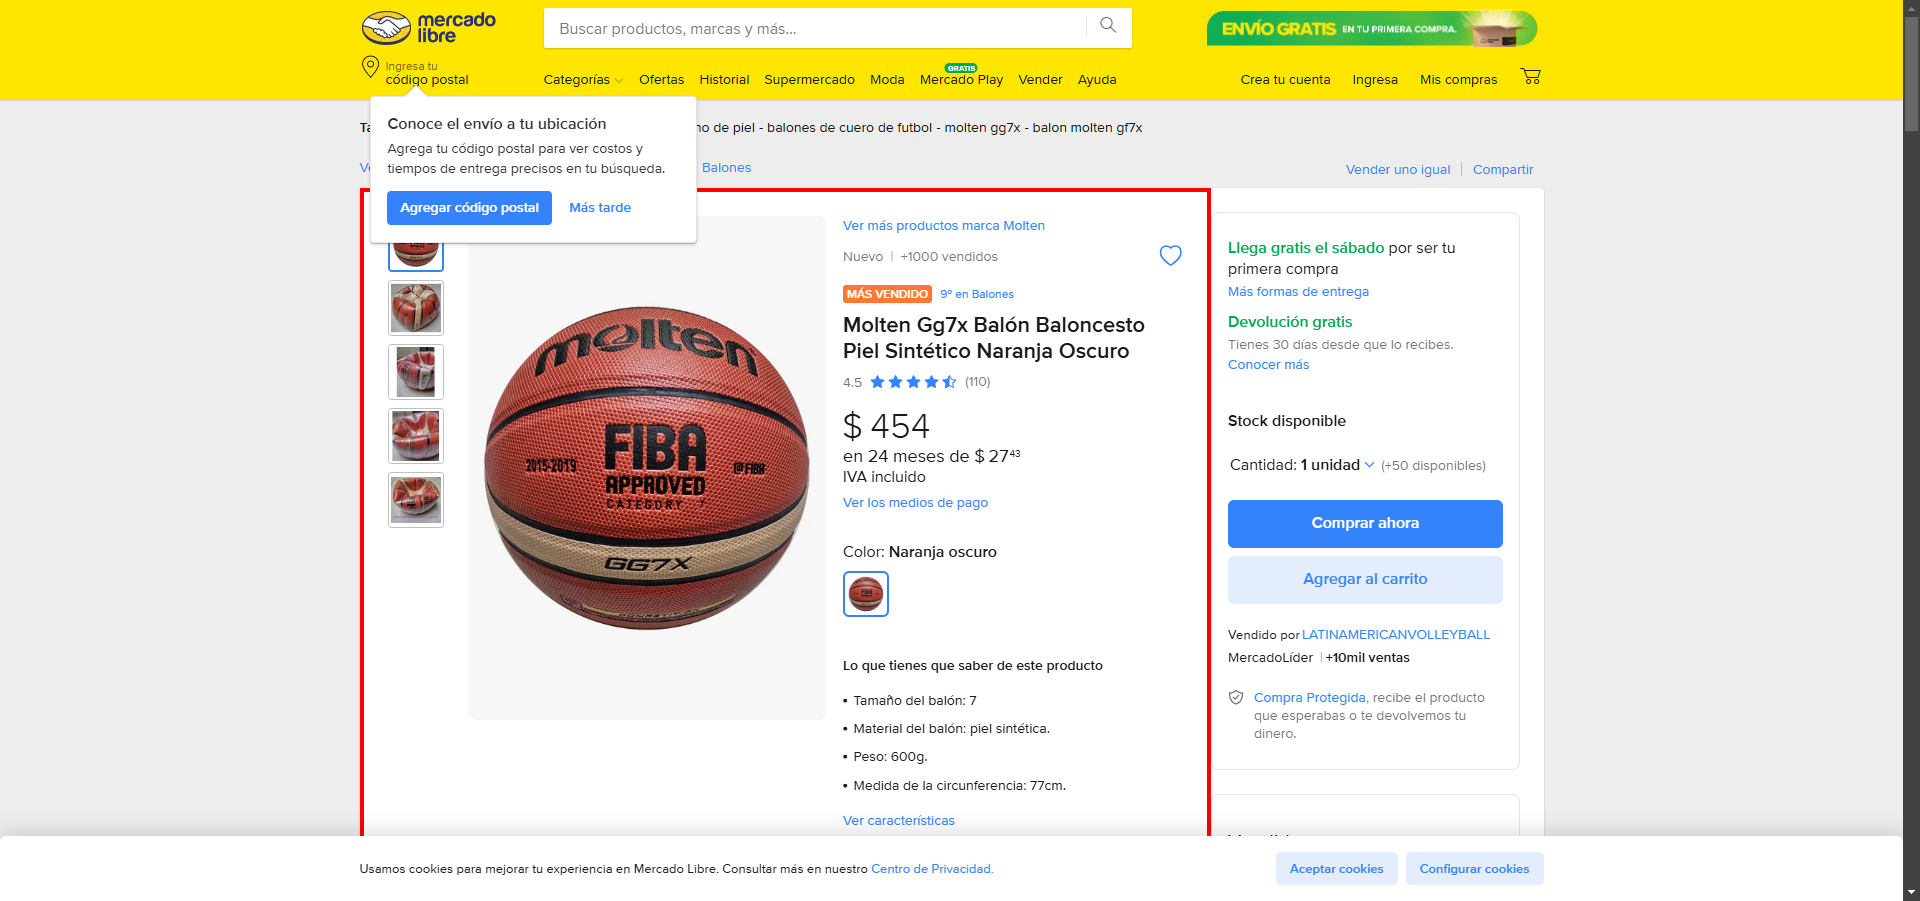 mercado
libre
Buscar productos, marcas y más...
ENVÍO GRATIS EN TU PRIMERA COMPRA.
Ingresa tu
código postal
Categorías
Ofertas
Historial
Supermercado
Moda
GRATIS
Mercado Play
Vender
Ayuda
Crea tu cuenta
Ingresa
Mis compras
Conoce el envío a tu ubicación
Agrega tu código postal para ver costos y
tiempos de entrega precisos en tu búsqueda.
Agregar código postal
Más tarde
de piel - balones de cuero de futbol - molten gg7x - balon molten gf7x
Balones
Vender uno igual
Compartir
molten
FIBA
2015-2019
@FIBA
APPROVED
CATEGORY
GG7X
Ver más productos marca Molten
Nuevo | +1000 vendidos
MÁS VENDIDO 9º en Balones
Molten Gg7x Balón Baloncesto
Piel Sintético Naranja Oscuro
4.5 (110)
$ 454
en 24 meses de $ 27 43
IVA incluido
Ver los medios de pago
Color: Naranja oscuro
Lo que tienes que saber de este producto
• Tamaño del balón: 7
• Material del balón: piel sintética.
• Peso: 600g.
• Medida de la circunferencia: 77cm.
Ver características
Llega gratis el sábado por ser tu
primera compra
Más formas de entrega
Devolución gratis
Tienes 30 días desde que lo recibes.
Conocer más
Stock disponible
Cantidad: 1 unidad (+50 disponibles)
Comprar ahora
Agregar al carrito
Vendido por LATINAMERICANVOLLEYBALL
MercadoLíder | +10mil ventas
Compra Protegida, recibe el producto
que esperabas o te devolvemos tu
dinero.
Usamos cookies para mejorar tu experiencia en Mercado Libre. Consultar más en nuestro Centro de Privacidad.
Aceptar cookies
Configurar cookies